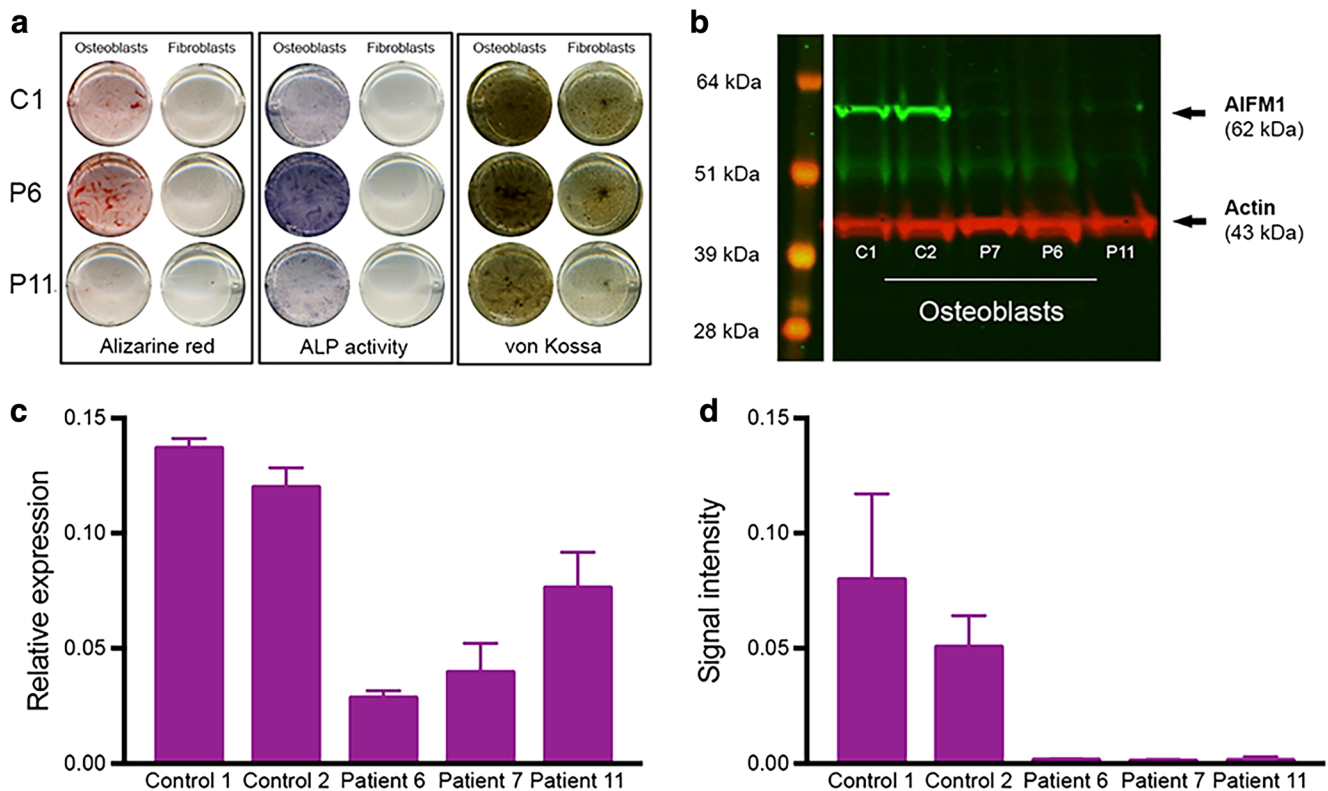 a
Osteoblasts Fibroblasts
Osteoblasts Fibroblasts
Osteoblasts Fibroblasts
C1
P6
P11
Alizarine red
ALP activity
von Kossa
b
64 kDa
51 kDa
39 kDa
28 kDa
AIFM1
(62 kDa)
Actin
(43 kDa)
C1 C2 P7 P6 P11
Osteoblasts
c
Relative expression
0.15
0.10
0.05
0.00
Control 1 Control 2 Patient 6 Patient 7 Patient 11
d
Signal intensity
0.15
0.10
0.05
0.00
Control 1 Control 2 Patient 6 Patient 7 Patient 11